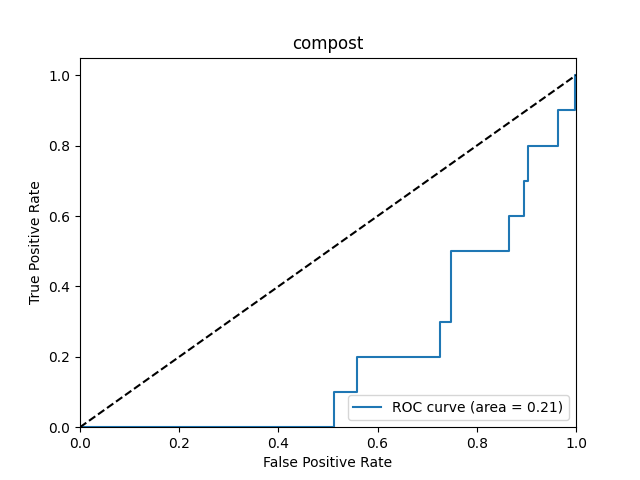 compost
1.0
0.8
0.6
0.4
0.2
0.0
True Positive Rate
ROC curve (area = 0.21)
0.0 0.2 0.4 0.6 0.8 1.0
False Positive Rate